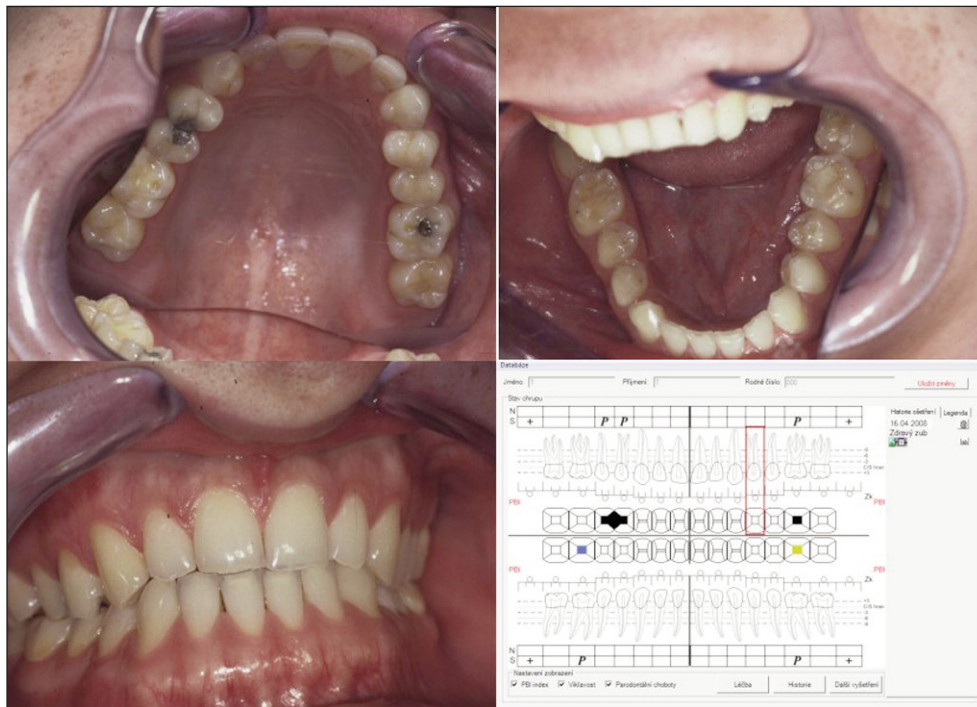 Databáze
Jméno: ? Příjmení: ? Rodné číslo: 000 Uložit změny
Stav chrupu
Historie ošetření Legenda
16.04.2008
Zdravý zub
N
S + P P P +
Zk
PBI PBI
PBI PBI
Zk
N
S + P P +
Nastavení zobrazení
PBI index Viklavost Parodontální choboty Léčba Historie Další vyšetření